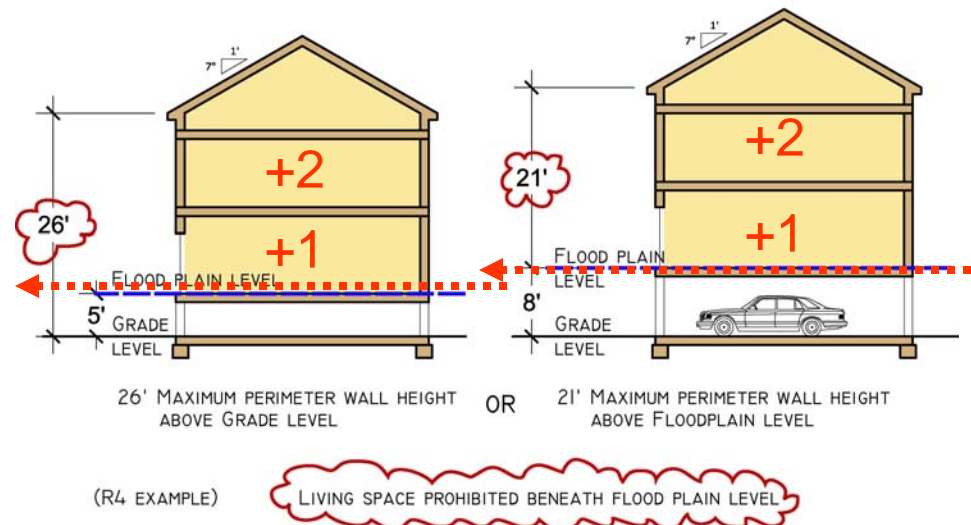 1'
7"
1'
7"
+2
+2
21'
26'
+1
+1
FLOOD PLAIN
LEVEL
FLOOD PLAIN LEVEL
5'
8'
GRADE
LEVEL
GRADE
LEVEL
26' MAXIMUM PERIMETER WALL HEIGHT
ABOVE GRADE LEVEL
OR
21' MAXIMUM PERIMETER WALL HEIGHT
ABOVE FLOODPLAIN LEVEL
(R4 EXAMPLE)
LIVING SPACE PROHIBITED BENEATH FLOOD PLAIN LEVEL